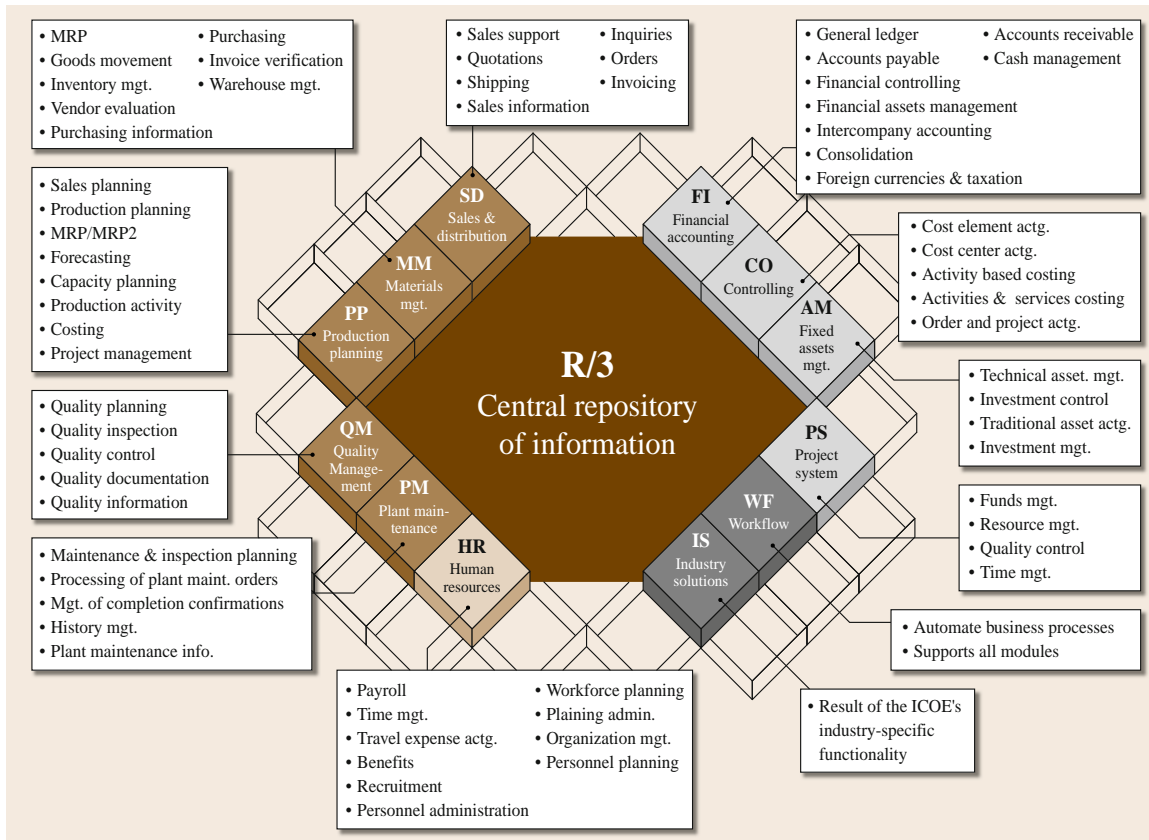 • MRP
• Goods movement
• Inventory mgt.
• Vendor evaluation
• Purchasing information
• Purchasing
• Invoice verification
• Warehouse mgt.
• Sales support
• Quotations
• Shipping
• Sales information
• Inquiries
• Orders
• Invoicing
• General ledger
• Accounts payable
• Financial controlling
• Financial assets management
• Intercompany accounting
• Consolidation
• Foreign currencies & taxation
• Accounts receivable
• Cash management
• Sales planning
• Production planning
• MRP/MRP2
• Forecasting
• Capacity planning
• Production activity
• Costing
• Project management
SD
Sales &
distribution
MM
Materials
mgt.
PP
Production
planning
FI
Financial
accounting
CO
Controlling
AM
Fixed
assets
mgt.
• Cost element actg.
• Cost center actg.
• Activity based costing
• Activities & services costing
• Order and project actg.
R/3
Central repository
of information
• Technical asset. mgt.
• Investment control
• Traditional asset actg.
• Investment mgt.
• Quality planning
• Quality inspection
• Quality control
• Quality documentation
• Quality information
QM
Quality
Manage-
ment
PM
Plant main-
tenance
HR
Human
resources
PS
Project
system
WF
Workflow
IS
Industry
solutions
• Funds mgt.
• Resource mgt.
• Quality control
• Time mgt.
• Maintenance & inspection planning
• Processing of plant maint. orders
• Mgt. of completion confirmations
• History mgt.
• Plant maintenance info.
• Automate business processes
• Supports all modules
• Payroll
• Time mgt.
• Travel expense actg.
• Benefits
• Recruitment
• Personnel administration
• Workforce planning
• Plaining admin.
• Organization mgt.
• Personnel planning
• Result of the ICOE's
industry-specific
functionality